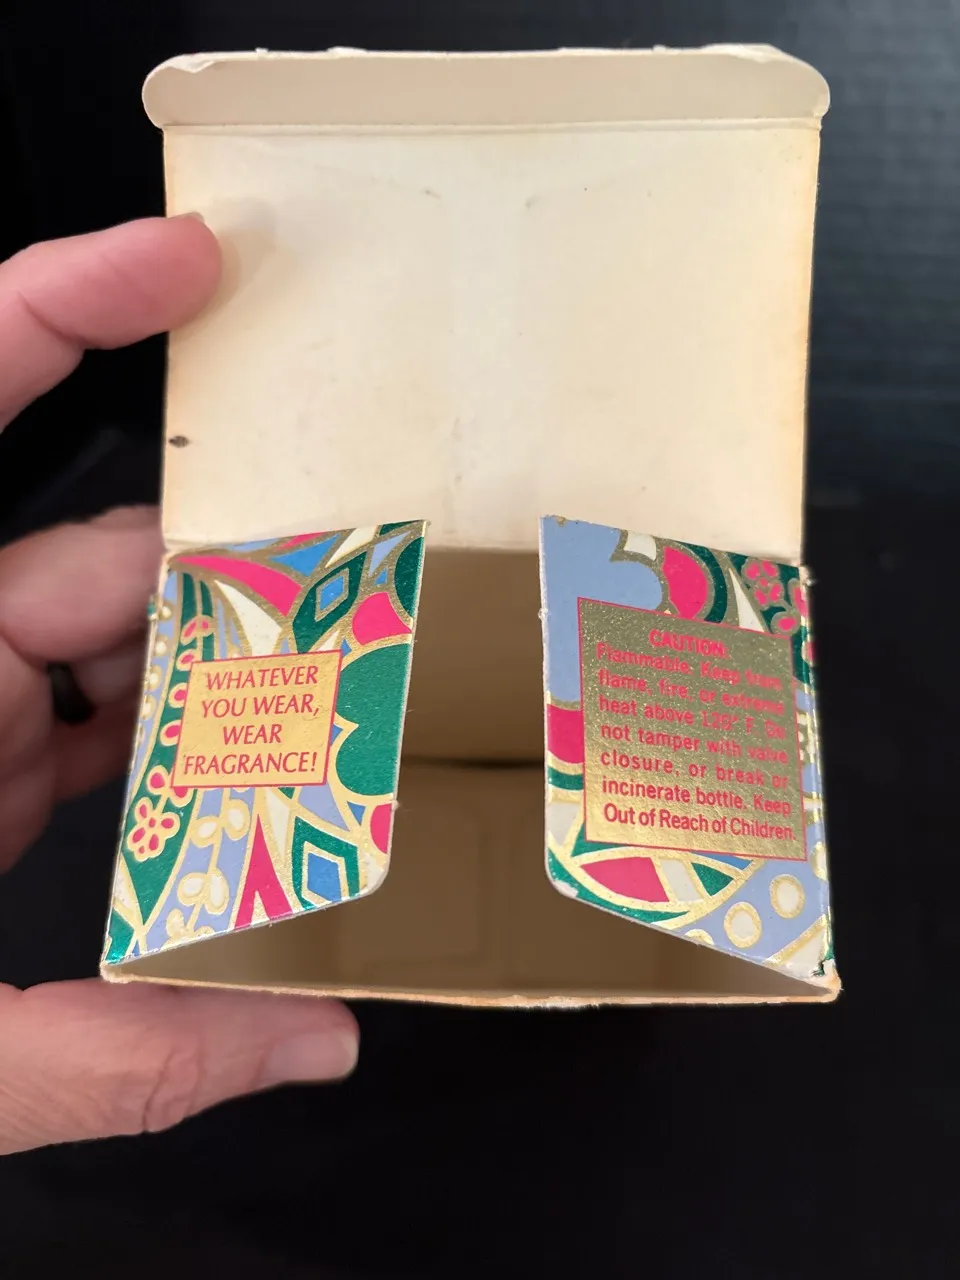 WHATEVER
YOU WEAR,
WEAR
FRAGRANCE!
CAUTION:
Flammable. Keep from
flame, fire, or extreme
heat above 120° F. Do
not tamper with valve
closure, or break or
incinerate bottle. Keep
Out of Reach of Children.